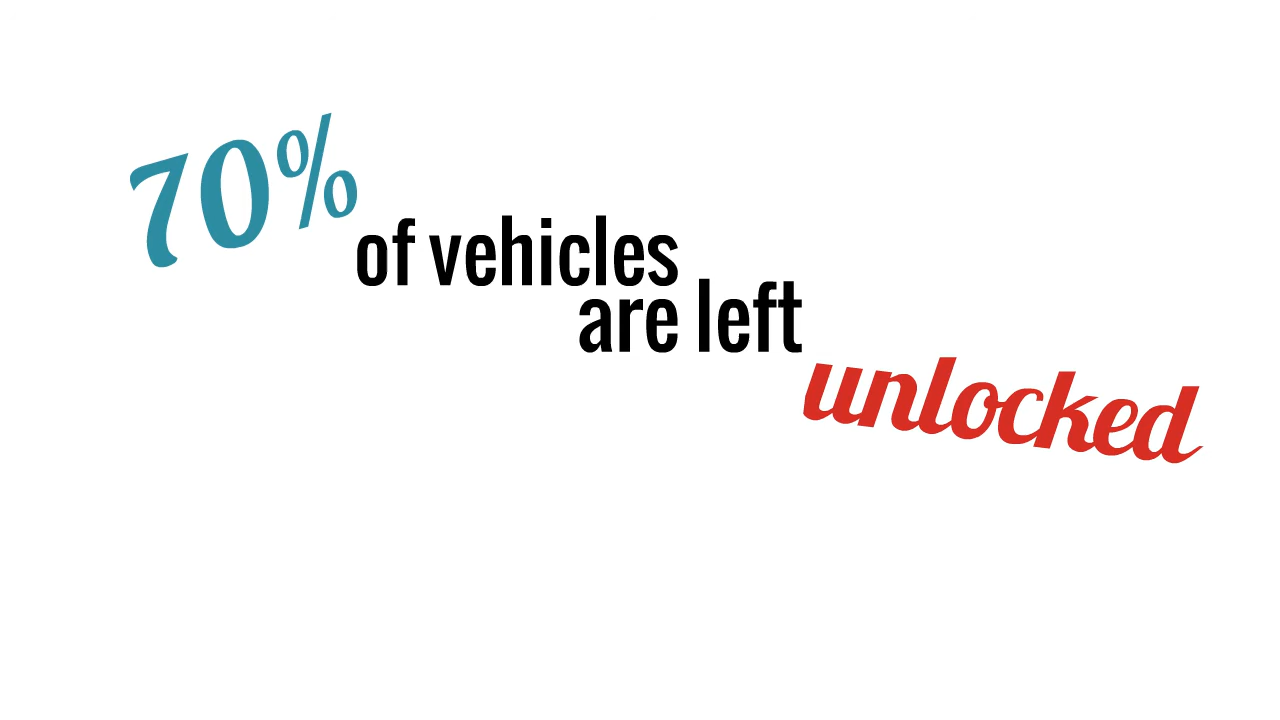 70%
of vehicles
are left
unlocked